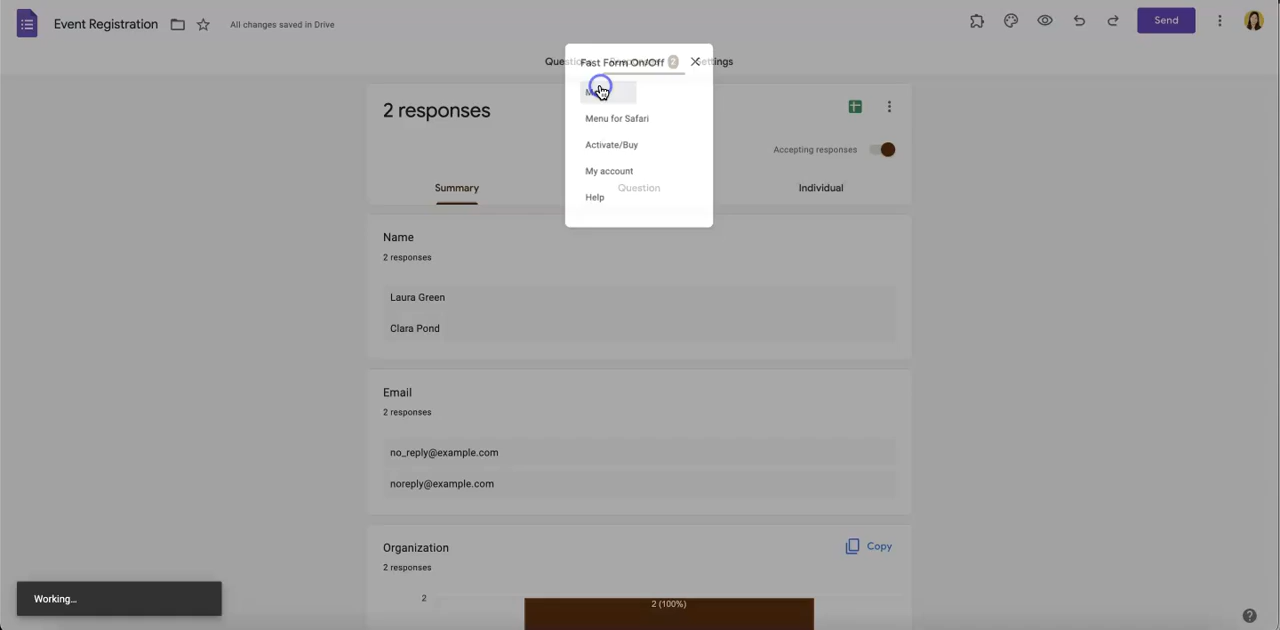 Event Registration
All changes saved in Drive
Send
Fast Form On/Off 2
Settings
Menu for Safari
Activate/Buy
My account
Help
2 responses
Accepting responses
Summary
Question
Individual
Name
2 responses
Laura Green
Clara Pond
Email
2 responses
no_reply@example.com
noreply@example.com
Organization
Copy
2 responses
2
2 (100%)
Working...